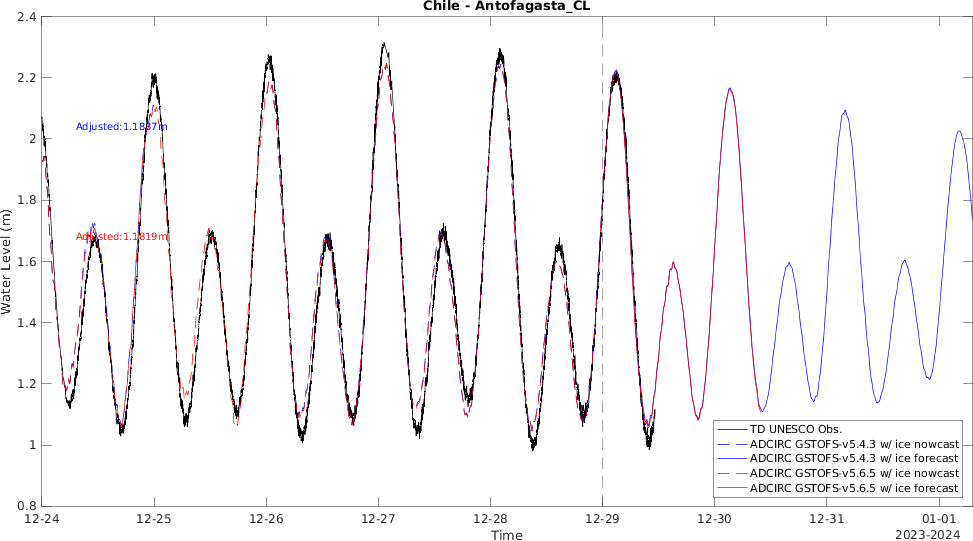 Chile - Antofagasta_CL
2.4
2.2
2
1.8
1.6
1.4
1.2
1
0.8
Water Level (m)
Adjusted:1.1837m
Adjusted:1.1819m
TD UNESCO Obs.
ADCIRC GSTOFS-v5.4.3 w/ ice nowcast
ADCIRC GSTOFS-v5.4.3 w/ ice forecast
ADCIRC GSTOFS-v5.6.5 w/ ice nowcast
ADCIRC GSTOFS-v5.6.5 w/ ice forecast
12-24 12-25 12-26 12-27 12-28 12-29 12-30 12-31 01-01
Time
2023-2024